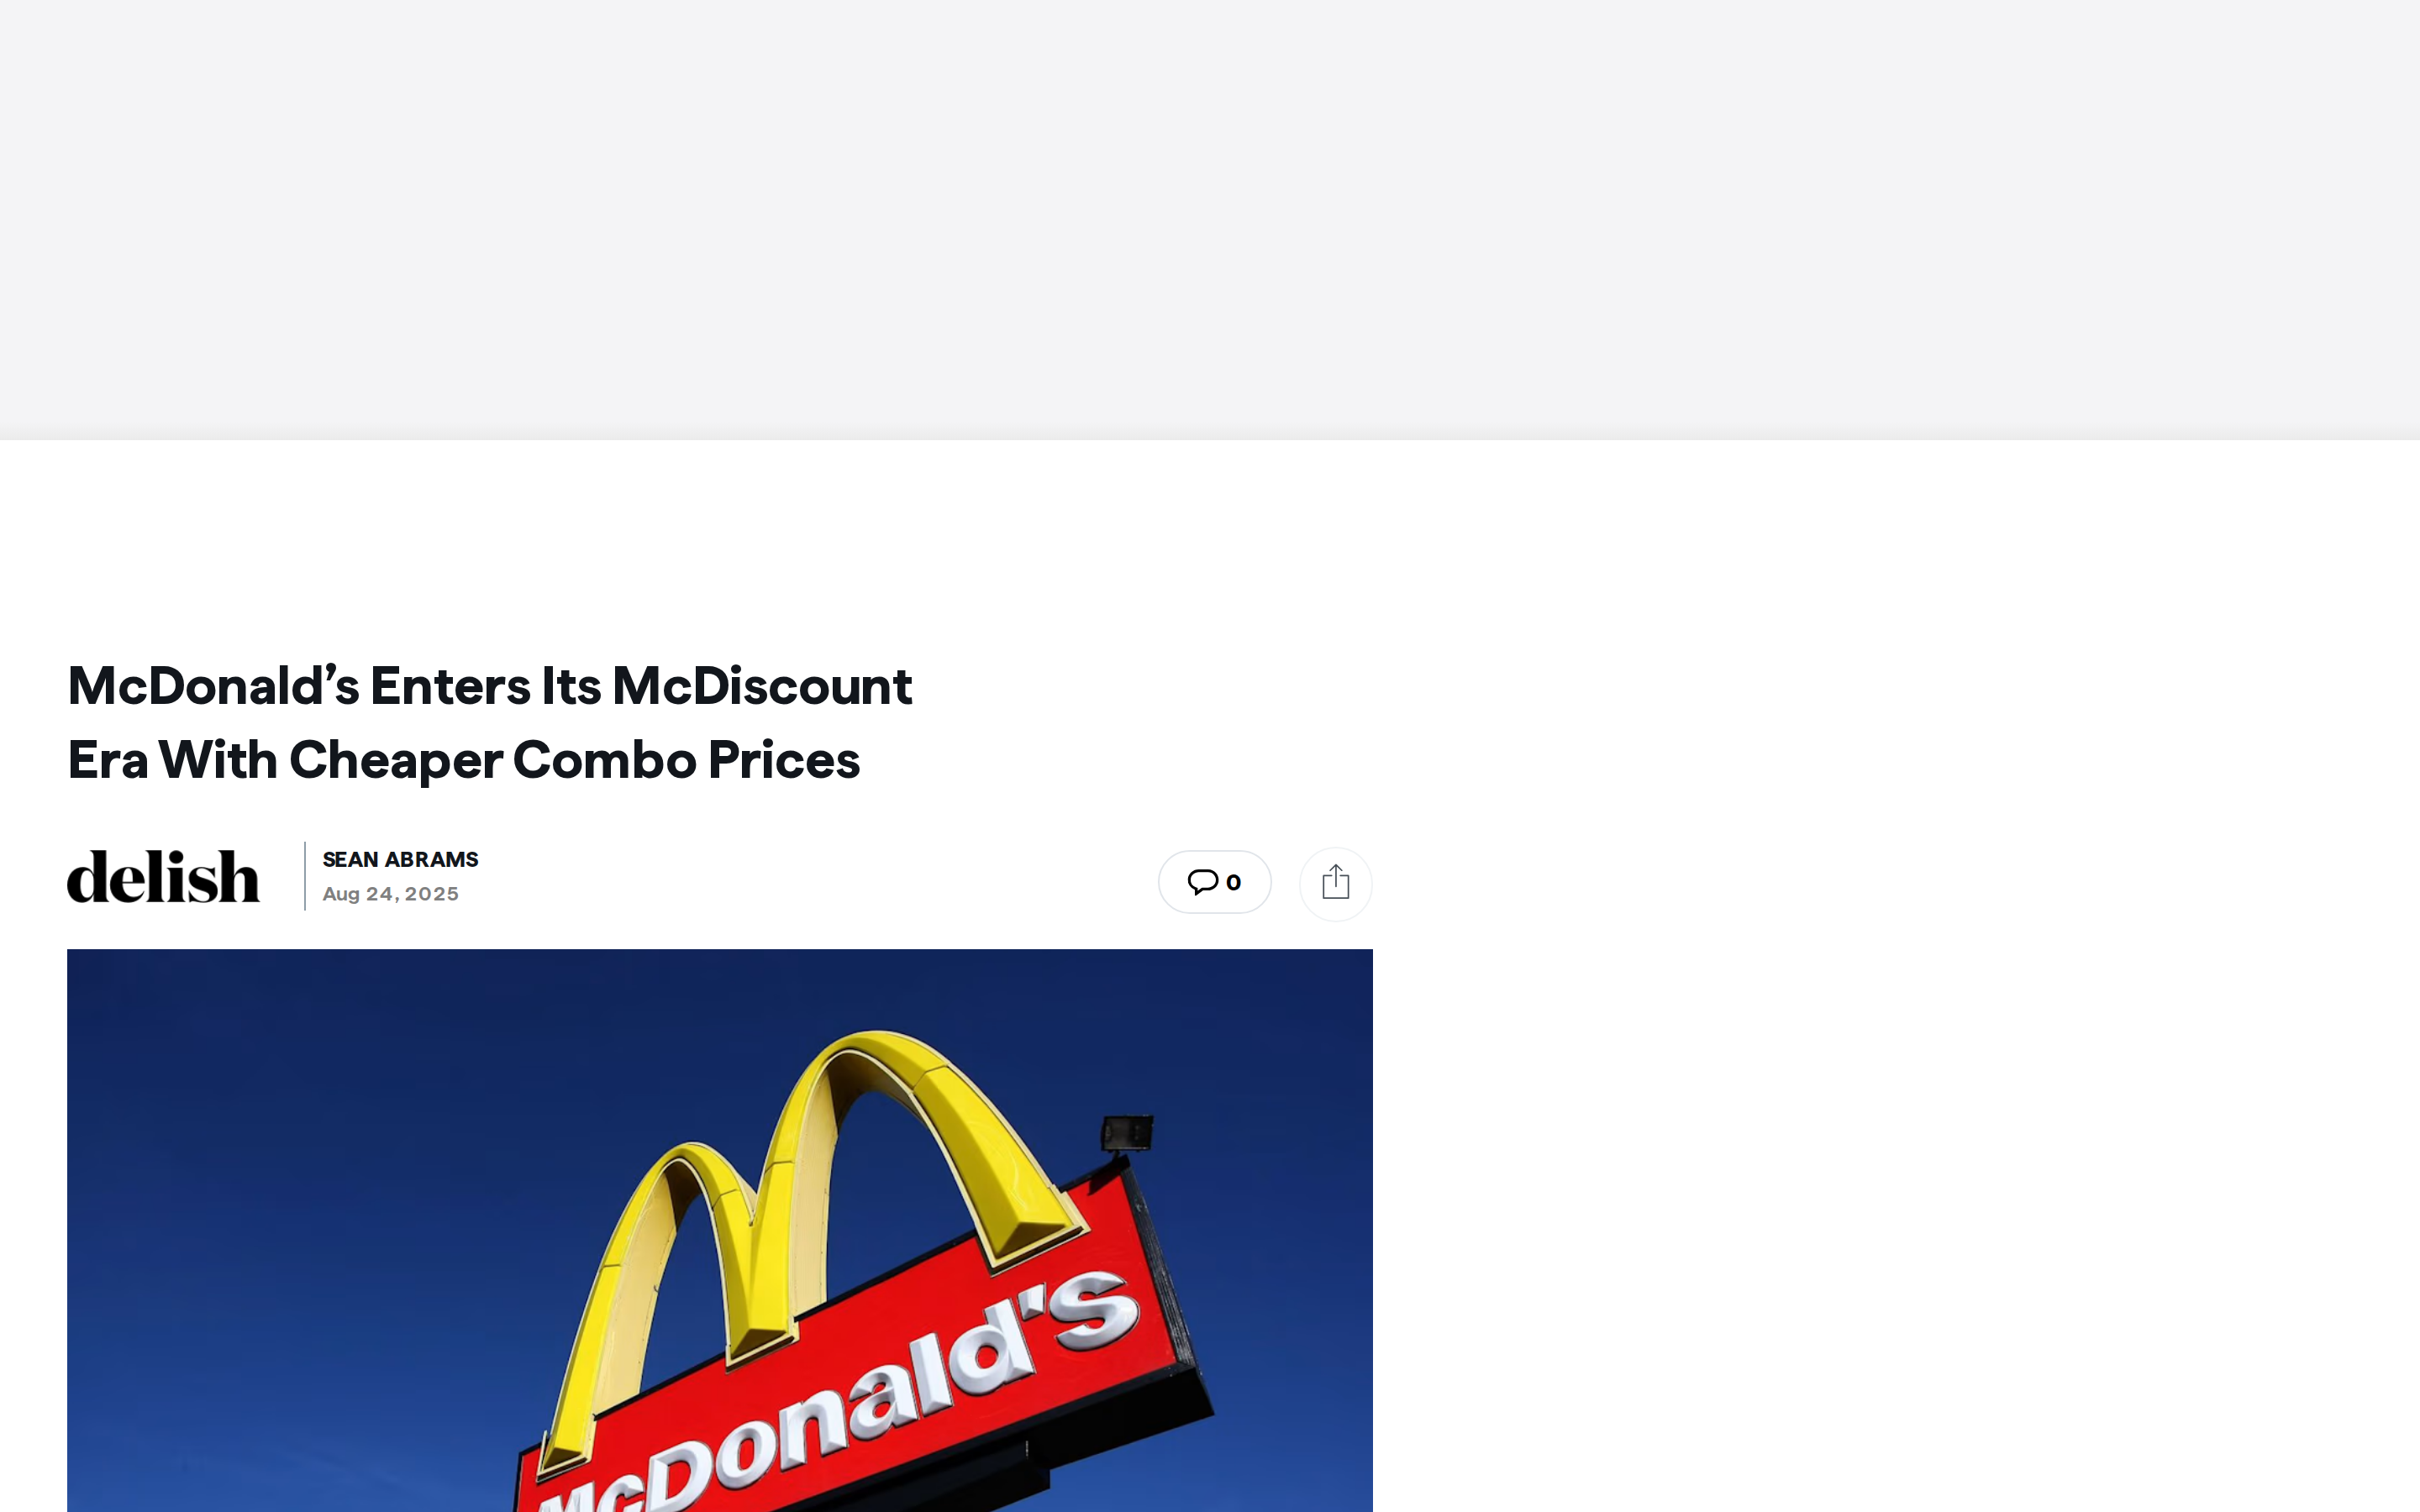 McDonald’s Enters Its McDiscount
Era With Cheaper Combo Prices
delish
SEAN ABRAMS
Aug 24, 2025
0
McDonald's